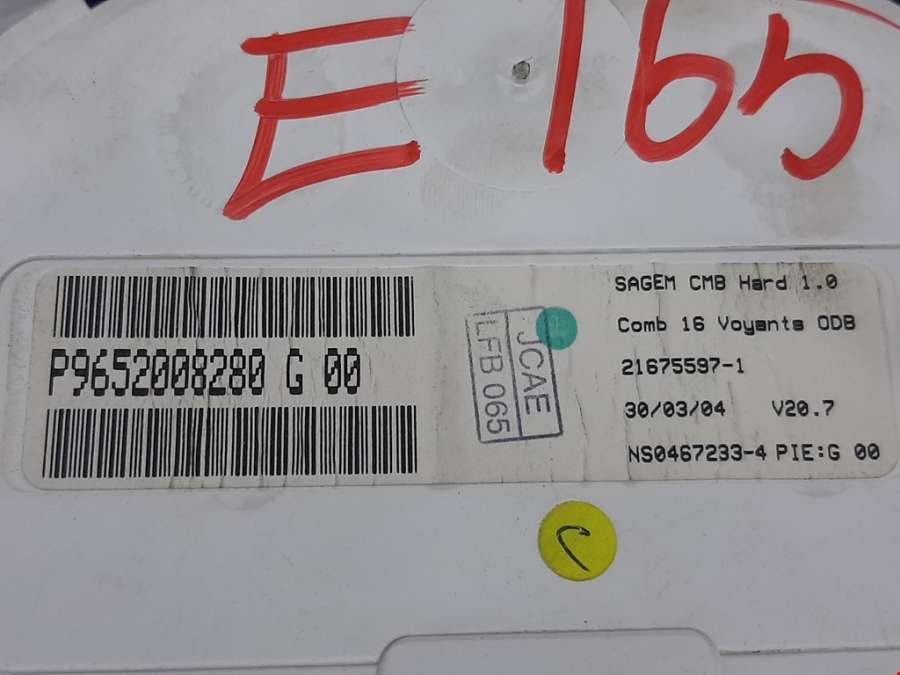 E165
P9652008280 G 00
JCAE
LFB 065
SAGEM CMB Hard 1.0
Comb 16 Voyants ODB
21675597-1
30/03/04 V20.7
NS0467233-4 PIE:G 00
C